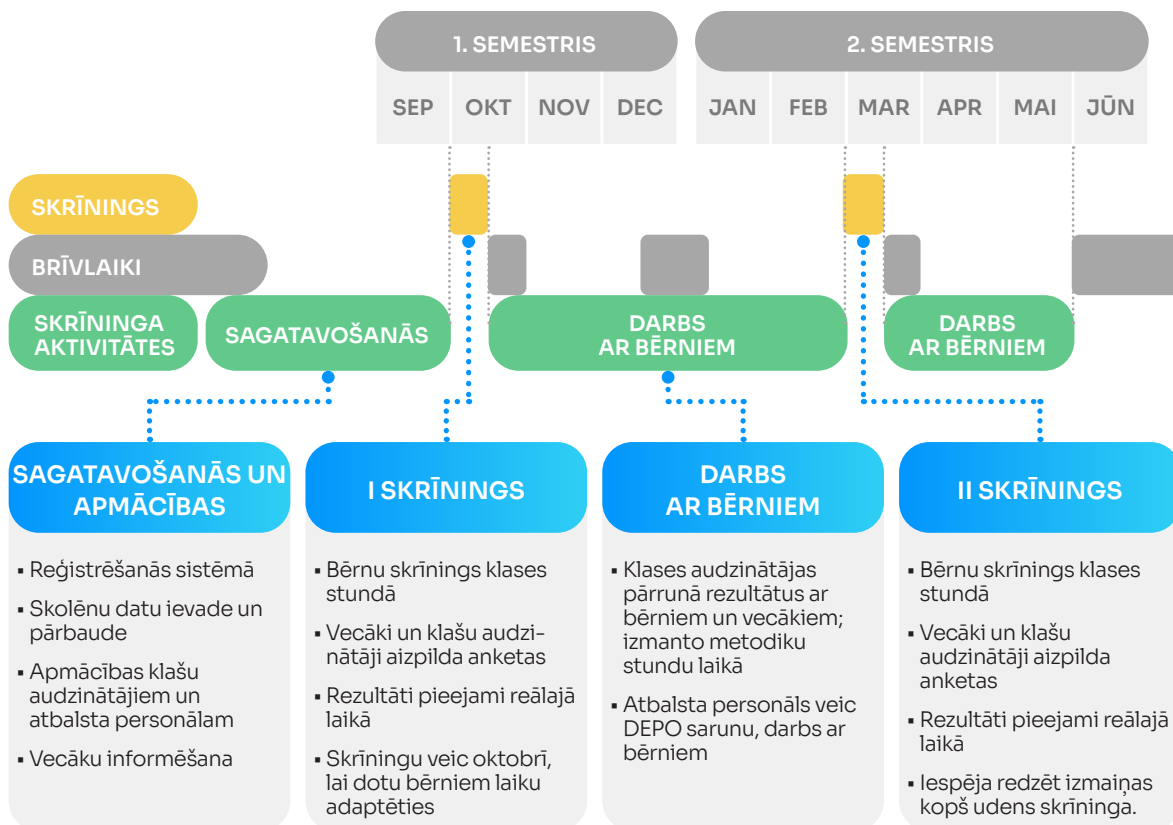 1. SEMESTRIS
2. SEMESTRIS
SEP
OKT
NOV
DEC
JAN
FEB
MAR
APR
MAI
JŪN
SKRĪNINGS
BRĪVLAIKI
SKRĪNINGA
AKTIVITĀTES
SAGATAVOŠANĀS
DARBS
AR BĒRNIEM
DARBS
AR BĒRNIEM
SAGATAVOŠANĀS UN
APMĀCĪBAS
▪ Reģistrēšanās sistēmā
▪ Skolēnu datu ievade un
pārbaude
▪ Apmācības klašu
audzinātājiem un
atbalsta personālam
▪ Vecāku informēšana
I SKRĪNINGS
▪ Bērnu skrīnings klases
stundā
▪ Vecāki un klašu audzi-
nātāji aizpilda anketas
▪ Rezultāti pieejami reālajā
laikā
▪ Skrīningu veic oktobrī,
lai dotu bērniem laiku
adaptēties
DARBS
AR BĒRNIEM
▪ Klases audzinātājas
pārrunā rezultātus ar
bērniem un vecākiem;
izmanto metodiku
stundu laikā
▪ Atbalsta personāls veic
DEPO sarunu, darbs ar
bērniem
II SKRĪNINGS
▪ Bērnu skrīnings klases
stundā
▪ Vecāki un klašu
audzinātāji aizpilda
anketas
▪ Rezultāti pieejami reālajā
laikā
▪ Iespēja redzēt izmaiņas
kopš udens skrīninga.